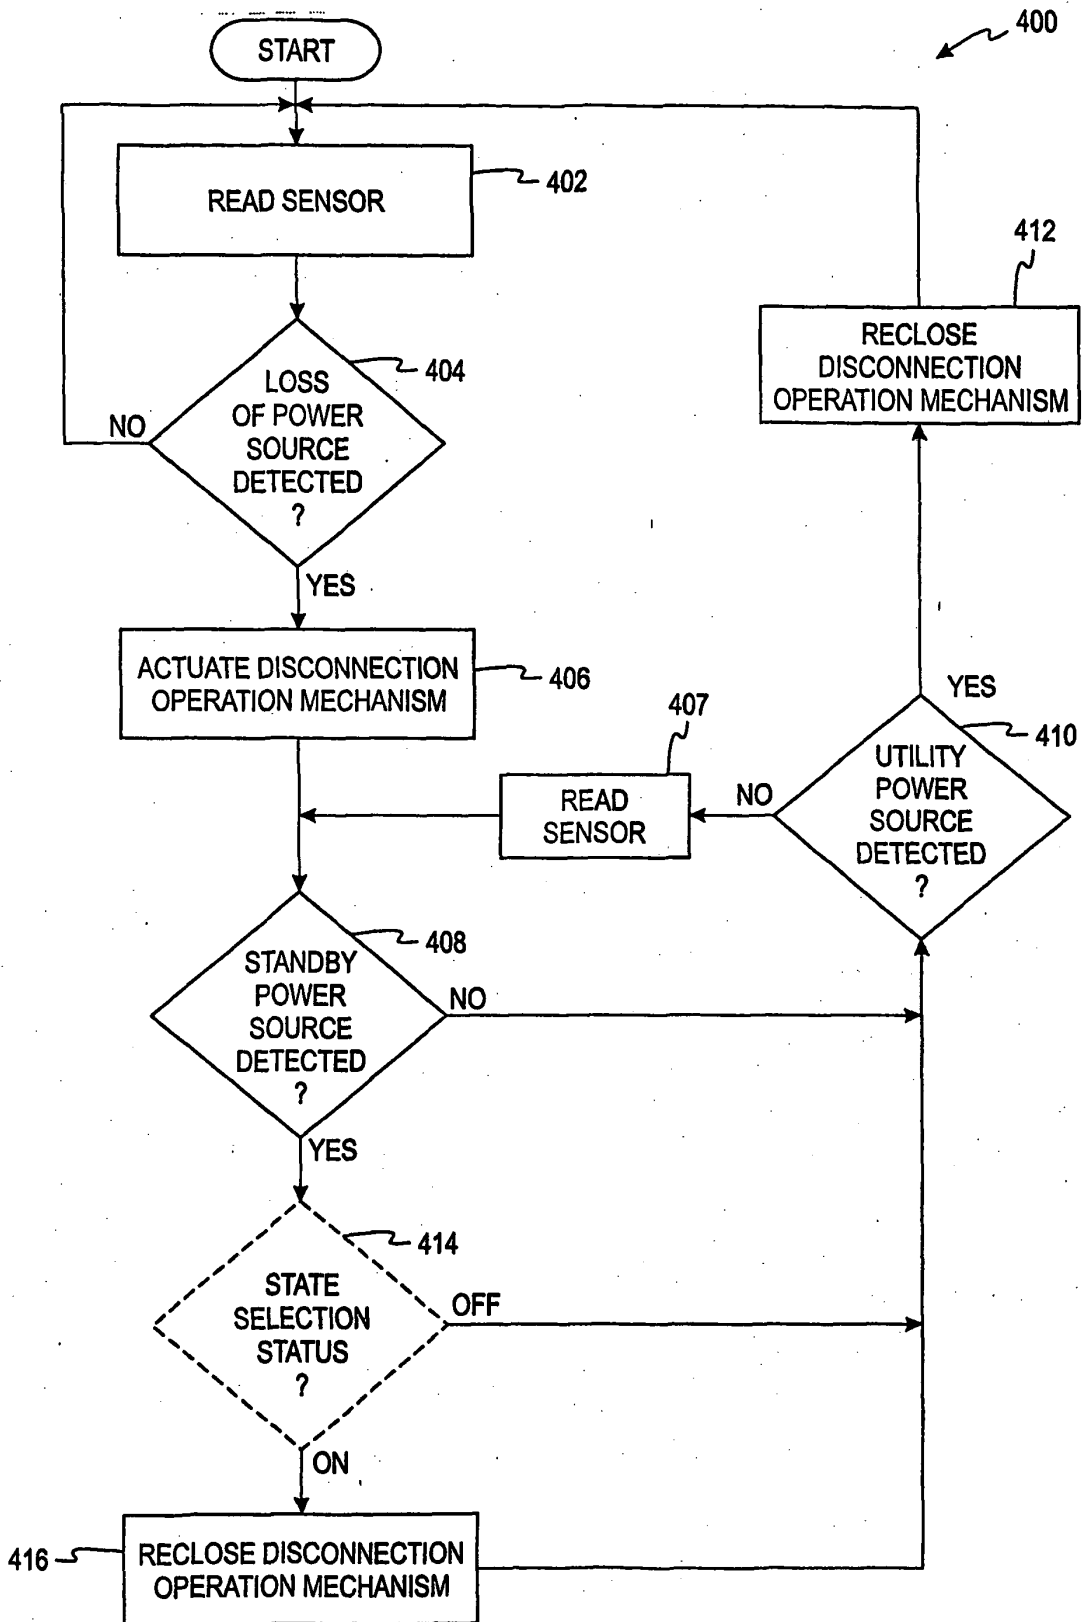 START
400
READ SENSOR
402
412
RECLOSE
DISCONNECTION
OPERATION MECHANISM
LOSS
OF POWER
SOURCE
DETECTED
?
404
NO
YES
ACTUATE DISCONNECTION
OPERATION MECHANISM
406
407
READ
SENSOR
NO
YES
410
UTILITY
POWER
SOURCE
DETECTED
?
408
STANDBY
POWER
SOURCE
DETECTED
?
NO
YES
414
STATE
SELECTION
STATUS
?
OFF
ON
416
RECLOSE DISCONNECTION
OPERATION MECHANISM